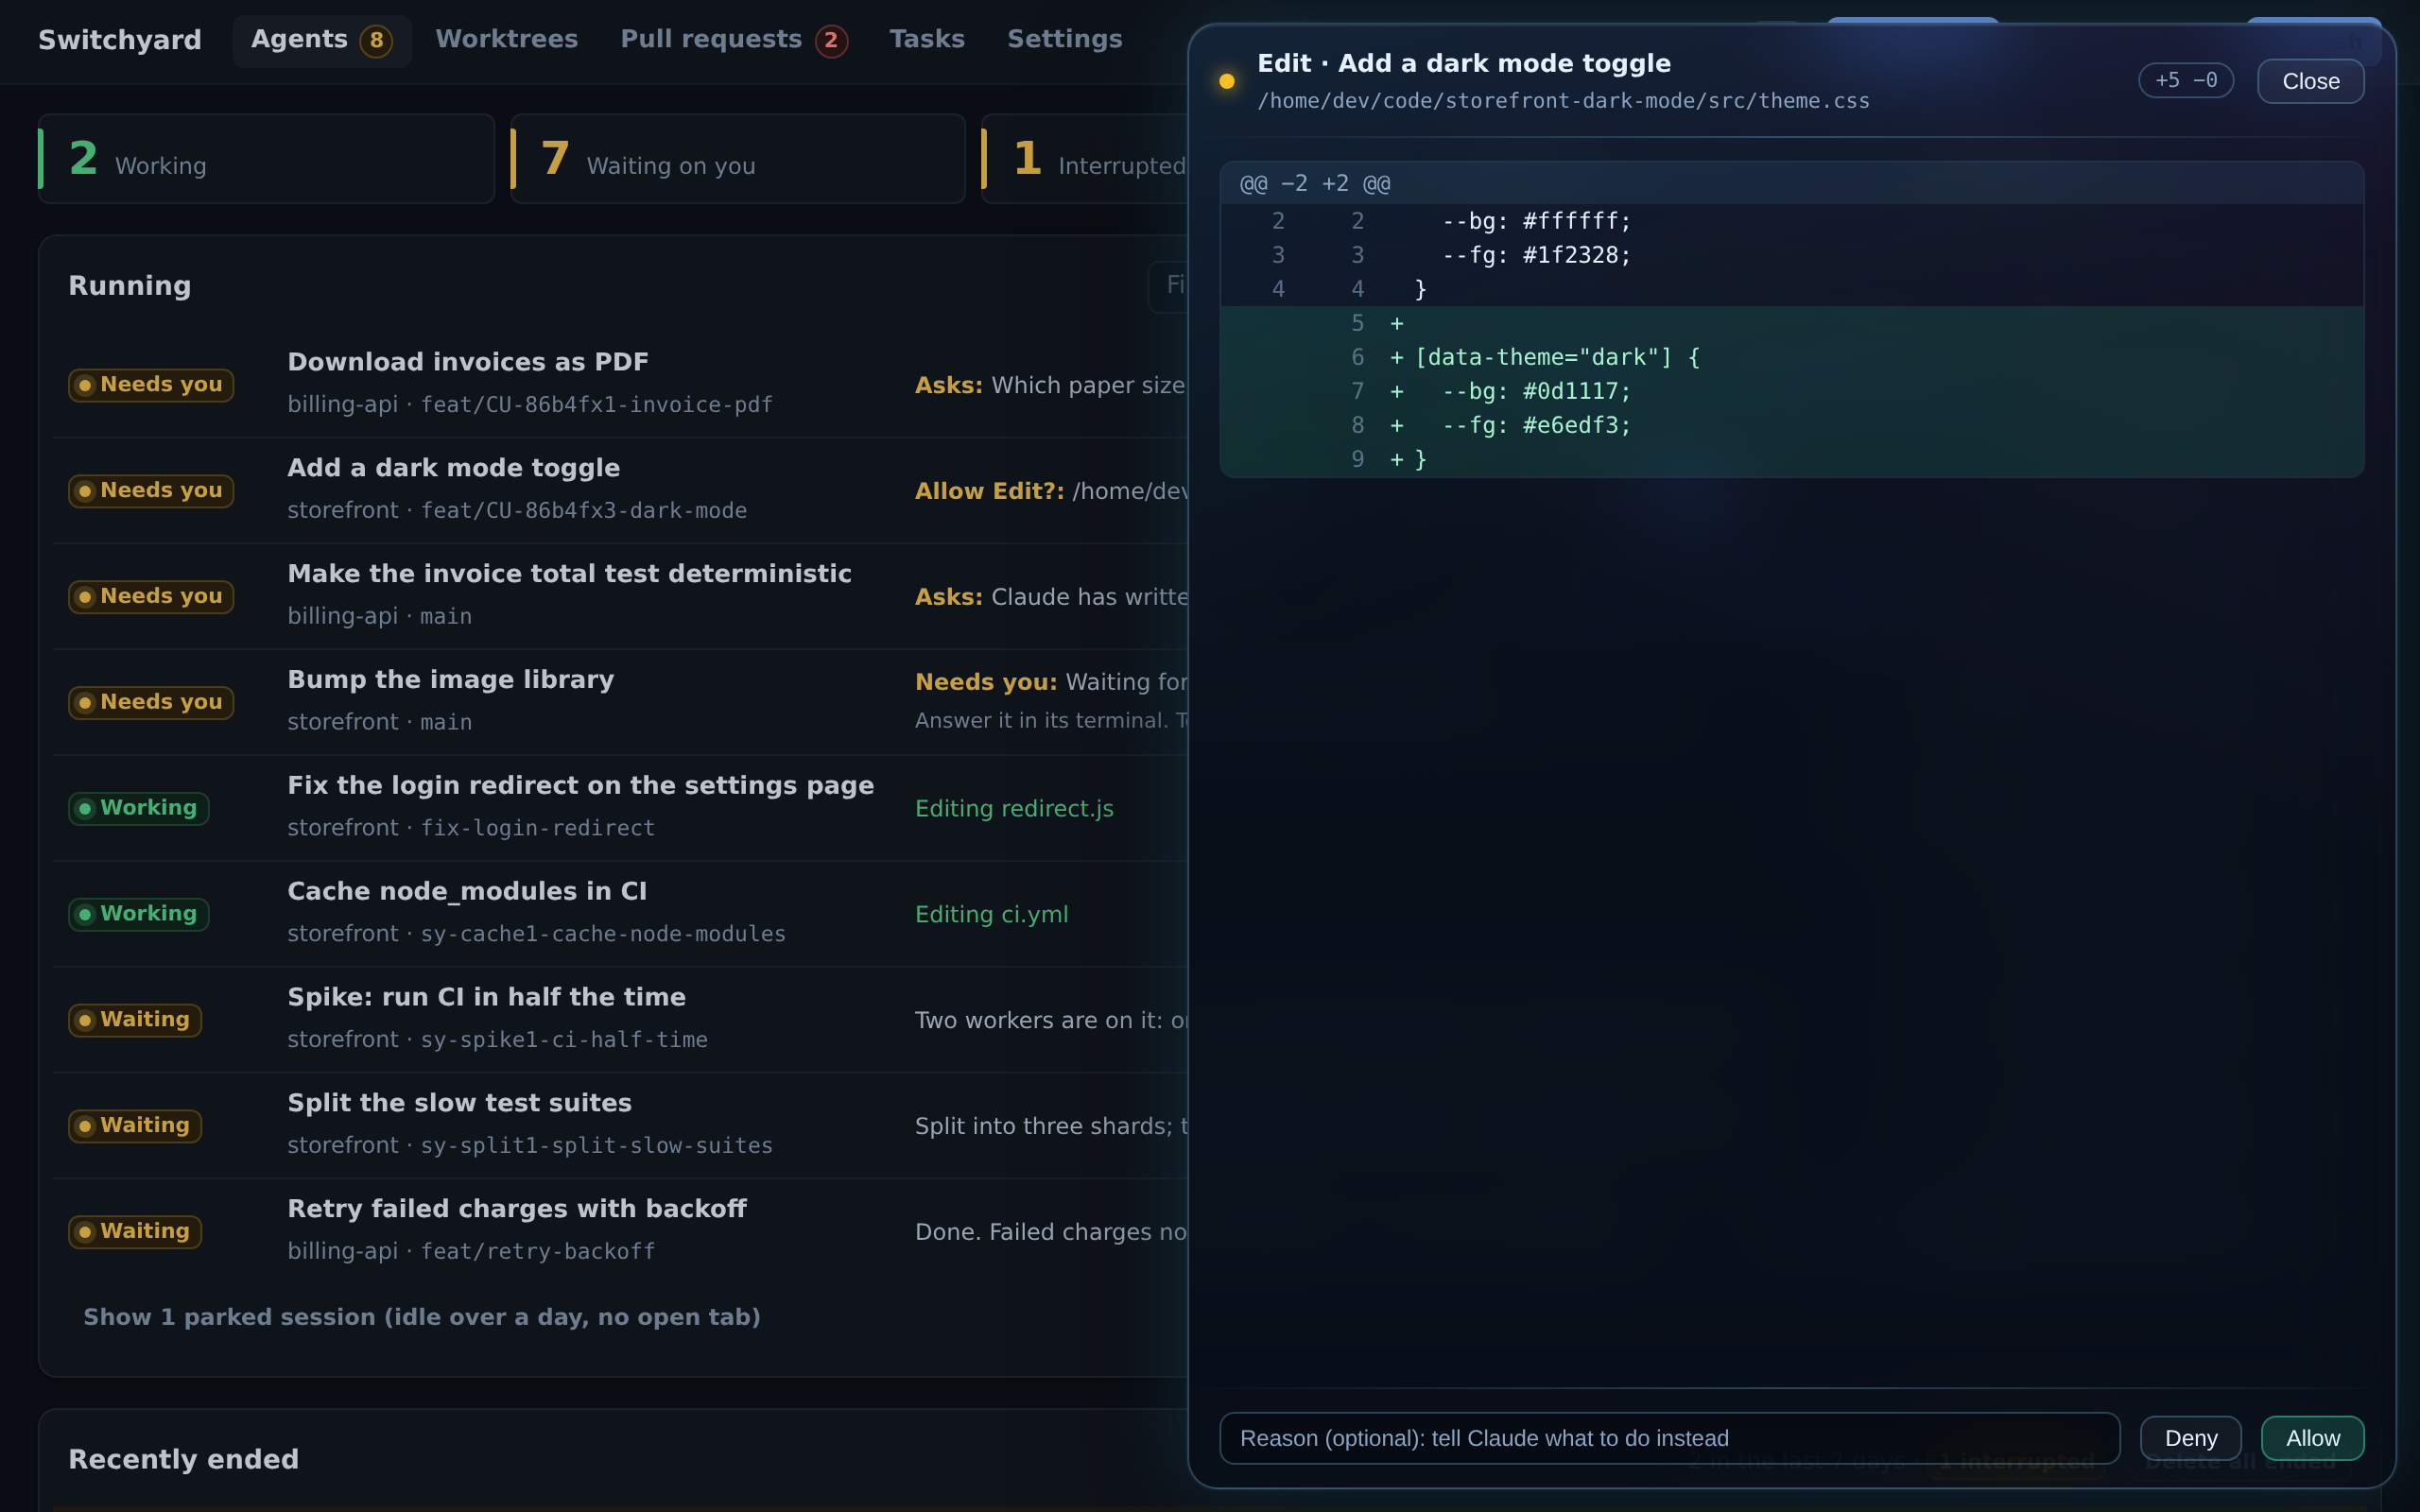 Switchyard
Agents 8
Worktrees
Pull requests 2
Tasks
Settings
2 Working
7 Waiting on you
1 Interrupted
Running
Needs you
Download invoices as PDF
billing-api · feat/CU-86b4fx1-invoice-pdf
Asks: Which paper size
Needs you
Add a dark mode toggle
storefront · feat/CU-86b4fx3-dark-mode
Allow Edit?: /home/dev
Needs you
Make the invoice total test deterministic
billing-api · main
Asks: Claude has writte
Needs you
Bump the image library
storefront · main
Needs you: Waiting for
Answer it in its terminal.
Working
Fix the login redirect on the settings page
storefront · fix-login-redirect
Editing redirect.js
Working
Cache node_modules in CI
storefront · sy-cache1-cache-node-modules
Editing ci.yml
Waiting
Spike: run CI in half the time
storefront · sy-spike1-ci-half-time
Two workers are on it:
Waiting
Split the slow test suites
storefront · sy-split1-split-slow-suites
Split into three shards;
Waiting
Retry failed charges with backoff
billing-api · feat/retry-backoff
Done. Failed charges no
Show 1 parked session (idle over a day, no open tab)
Recently ended
Edit · Add a dark mode toggle
/home/dev/code/storefront-dark-mode/src/theme.css
+5 −0
Close
@@ −2 +2 @@
2 2 --bg: #ffffff;
3 3 --fg: #1f2328;
4 4 }
5 +
6 + [data-theme="dark"] {
7 + --bg: #0d1117;
8 + --fg: #e6edf3;
9 + }
Reason (optional): tell Claude what to do instead
Deny
Allow
2 in the last 7 days ·
1 interrupted
Delete all ended